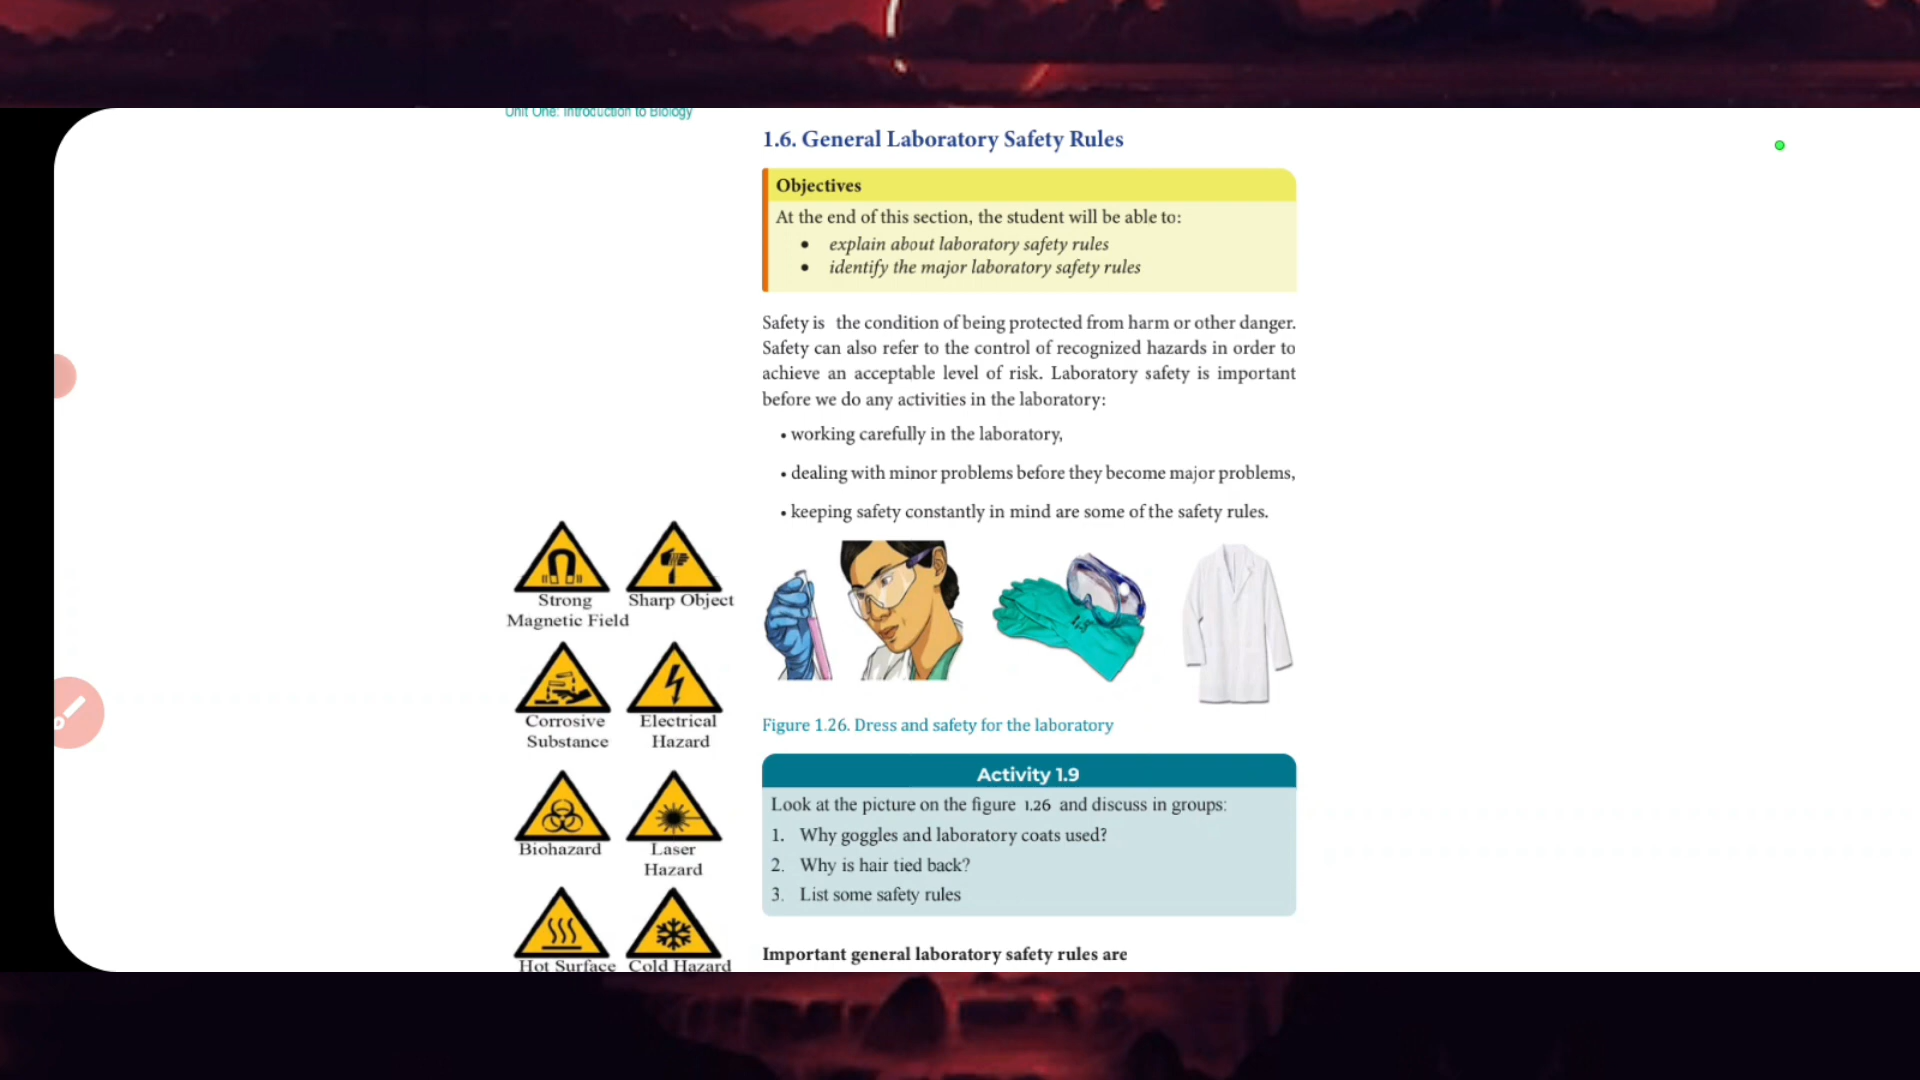 Unit One: Introduction to Biology
1.6. General Laboratory Safety Rules
Objectives
At the end of this section, the student will be able to:
• explain about laboratory safety rules
• identify the major laboratory safety rules
Safety is the condition of being protected from harm or other danger.
Safety can also refer to the control of recognized hazards in order to
achieve an acceptable level of risk. Laboratory safety is important
before we do any activities in the laboratory:
• working carefully in the laboratory,
• dealing with minor problems before they become major problems,
• keeping safety constantly in mind are some of the safety rules.
Strong
Magnetic Field
Sharp Object
Corrosive
Substance
Electrical
Hazard
Biohazard
Laser
Hazard
Hot Surface
Cold Hazard
Figure 1.26. Dress and safety for the laboratory
Activity 1.9
Look at the picture on the figure 1.26 and discuss in groups:
1. Why goggles and laboratory coats used?
2. Why is hair tied back?
3. List some safety rules
Important general laboratory safety rules are